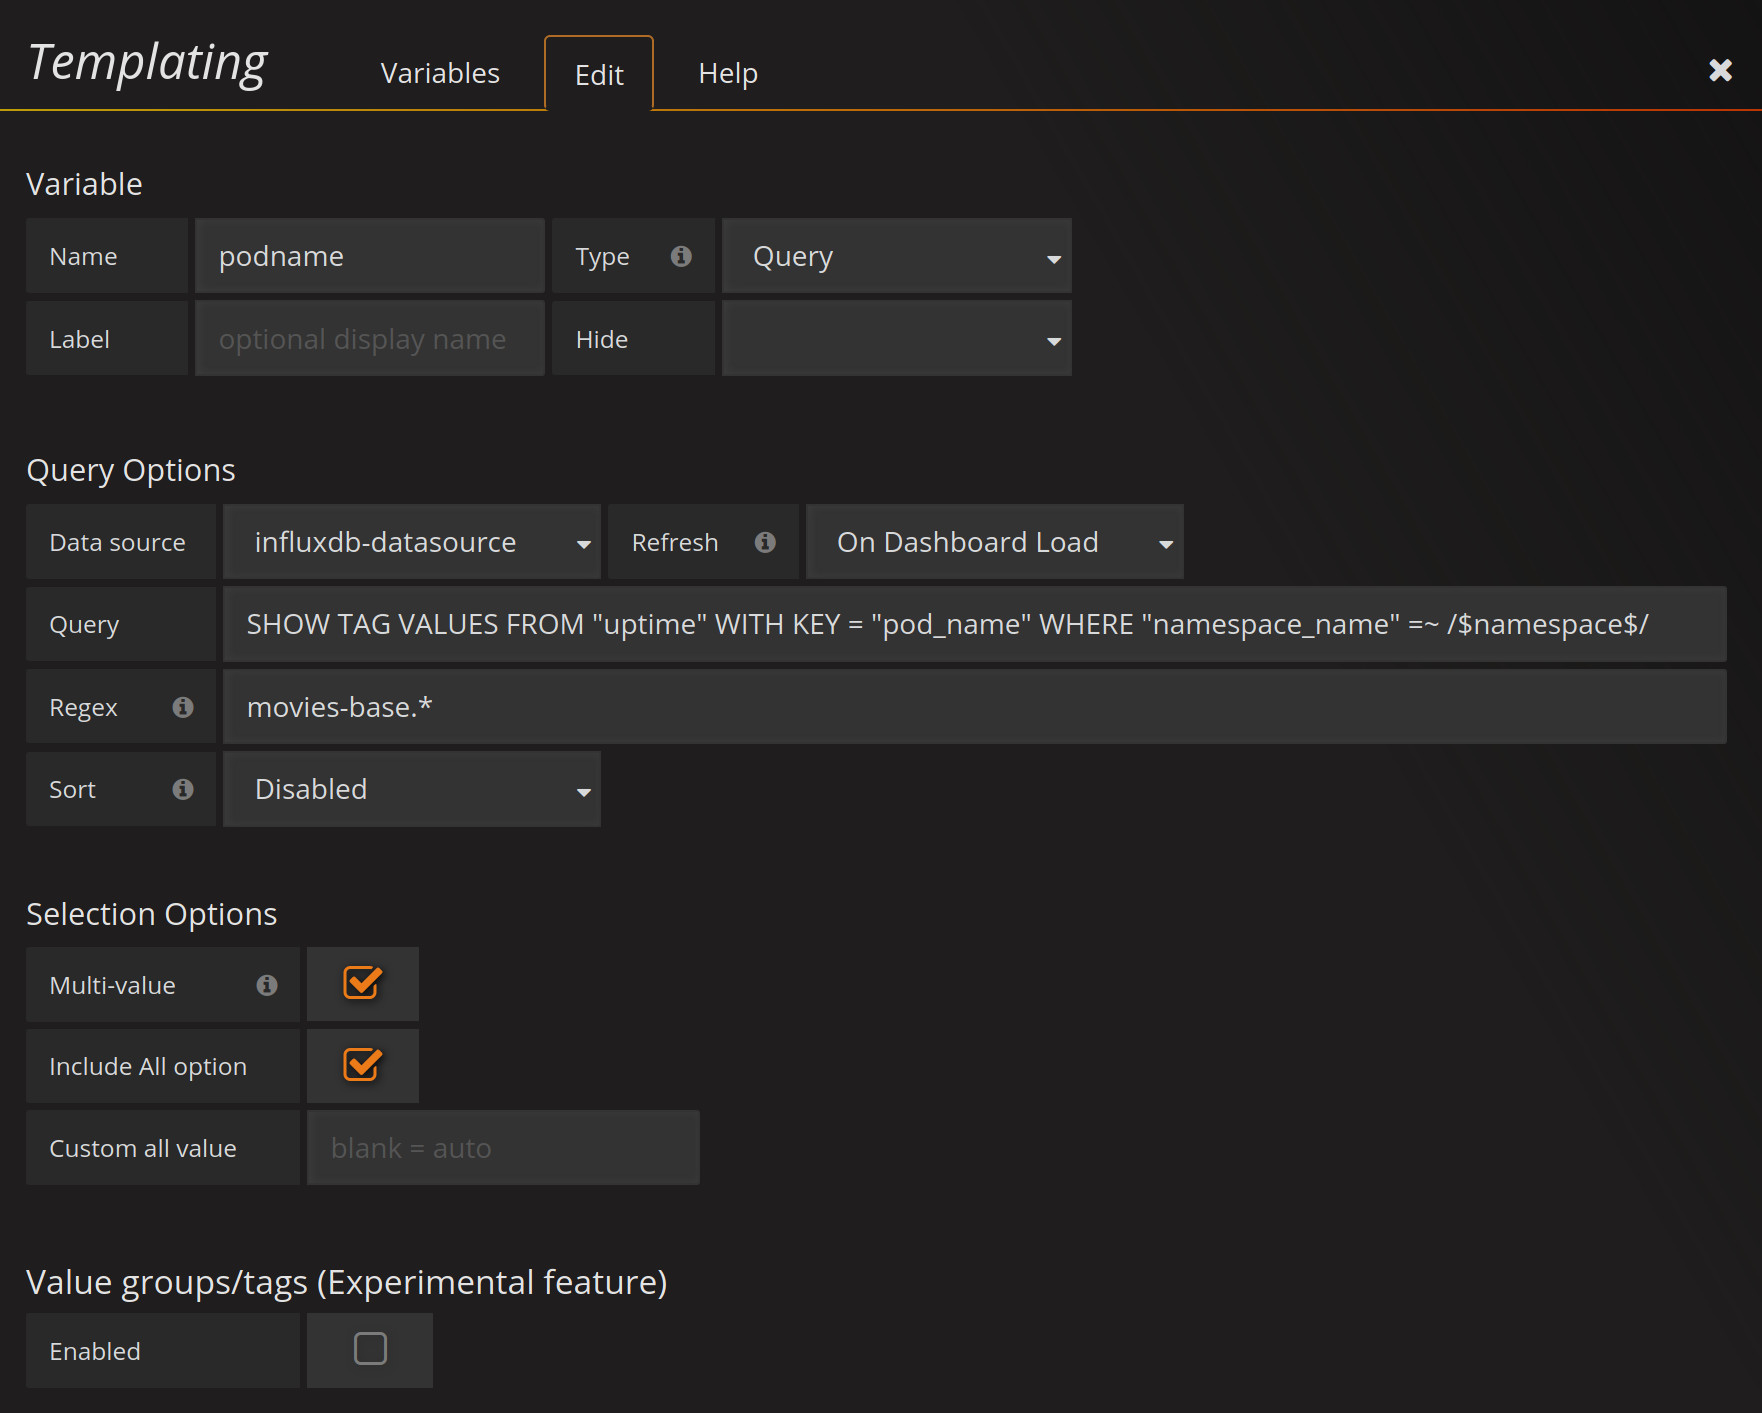 Templating Variables Edit Help
Variable
Name podname Type Query
Label optional display name Hide
Query Options
Data source influxdb-datasource Refresh On Dashboard Load
Query SHOW TAG VALUES FROM "uptime" WITH KEY = "pod_name" WHERE "namespace_name" =~ /$namespace$/
Regex movies-base.*
Sort Disabled
Selection Options
Multi-value
Include All option
Custom all value blank = auto
Value groups/tags (Experimental feature)
Enabled